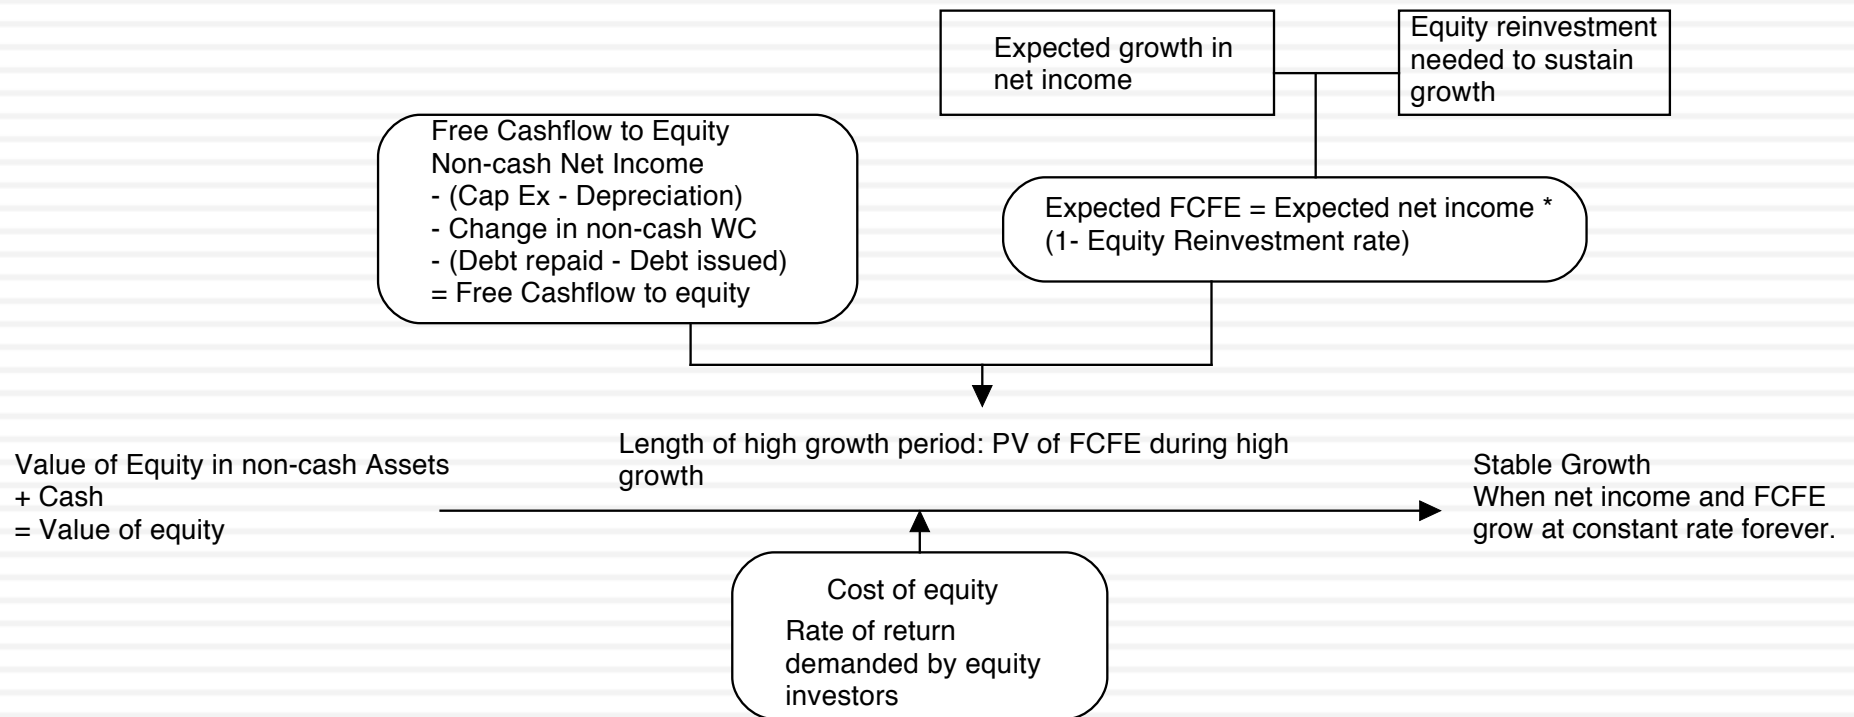 Expected growth in
net income
Equity reinvestment
needed to sustain
growth
Free Cashflow to Equity
Non-cash Net Income
- (Cap Ex - Depreciation)
- Change in non-cash WC
- (Debt repaid - Debt issued)
= Free Cashflow to equity
Expected FCFE = Expected net income *
(1- Equity Reinvestment rate)
Length of high growth period: PV of FCFE during high
growth
Value of Equity in non-cash Assets
+ Cash
= Value of equity
Stable Growth
When net income and FCFE
grow at constant rate forever.
Cost of equity
Rate of return
demanded by equity
investors